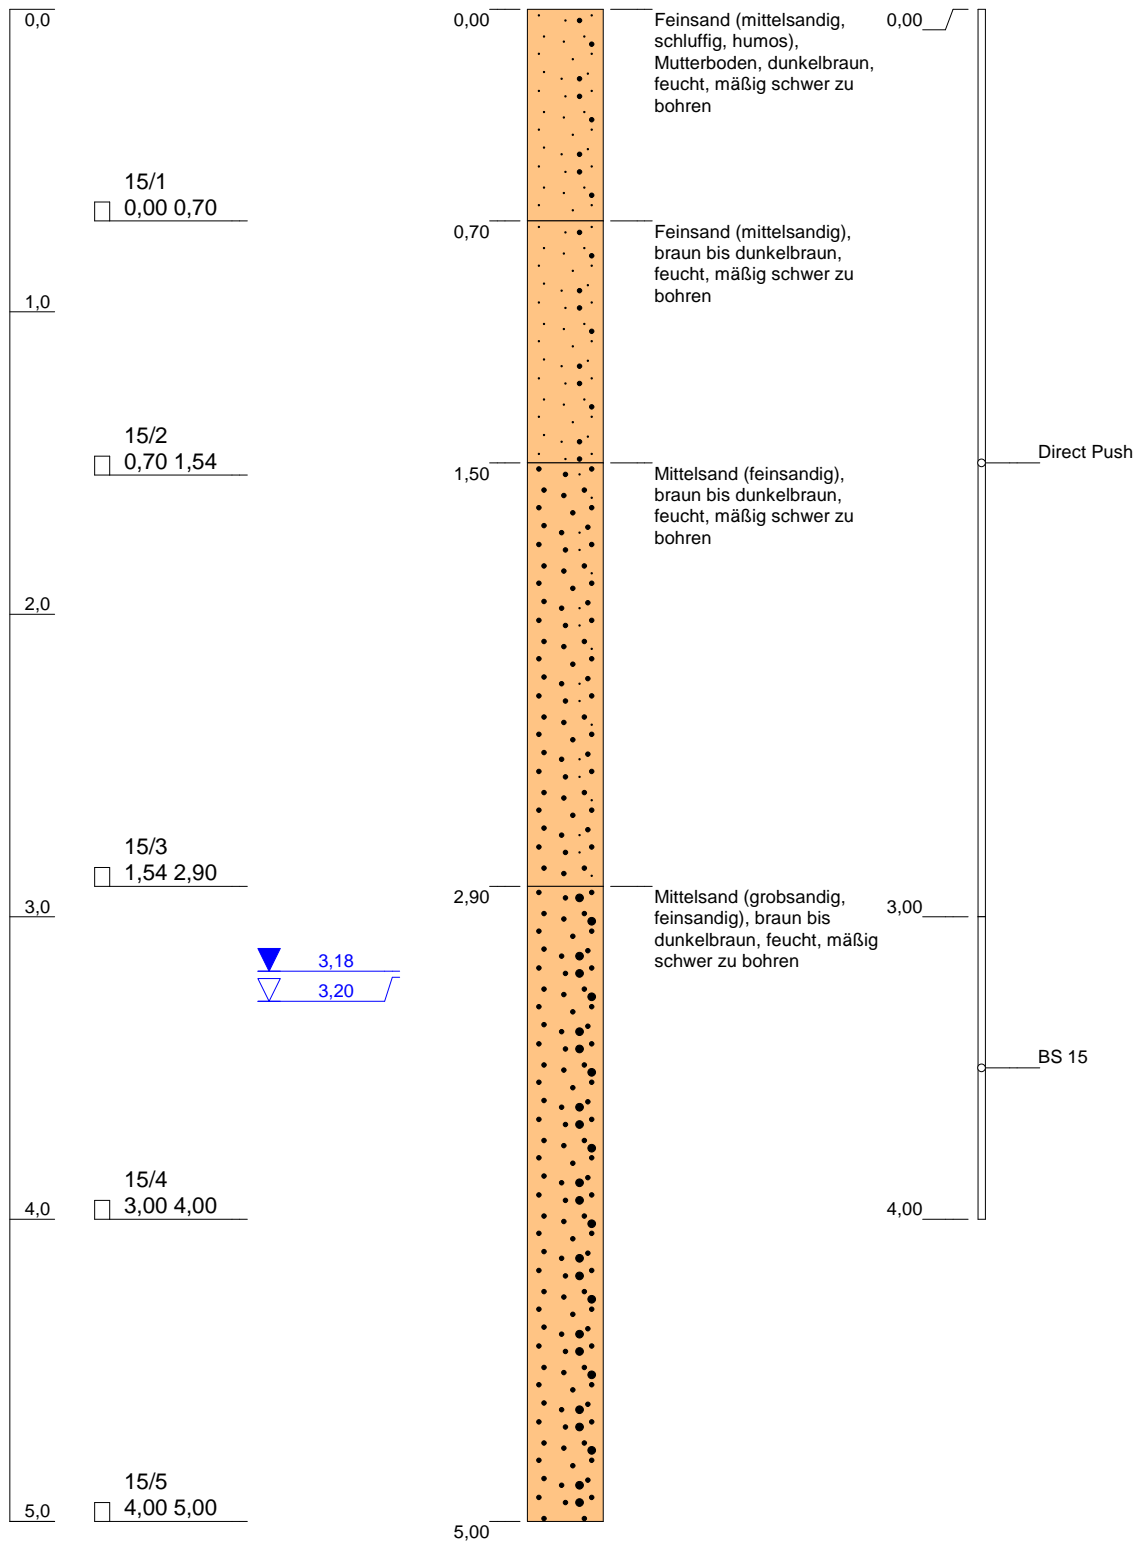 0,0
1,0
2,0
3,0
4,0
5,0
15/1
0,00 0,70
15/2
0,70 1,54
15/3
1,54 2,90
3,18
3,20
15/4
3,00 4,00
15/5
4,00 5,00
0,00
Feinsand (mittelsandig,
schluffig, humos),
Mutterboden, dunkelbraun,
feucht, mäßig schwer zu
bohren
0,70
Feinsand (mittelsandig),
braun bis dunkelbraun,
feucht, mäßig schwer zu
bohren
1,50
Mittelsand (feinsandig),
braun bis dunkelbraun,
feucht, mäßig schwer zu
bohren
2,90
Mittelsand (grobsandig,
feinsandig), braun bis
dunkelbraun, feucht, mäßig
schwer zu bohren
5,00
0,00
Direct Push
3,00
BS 15
4,00